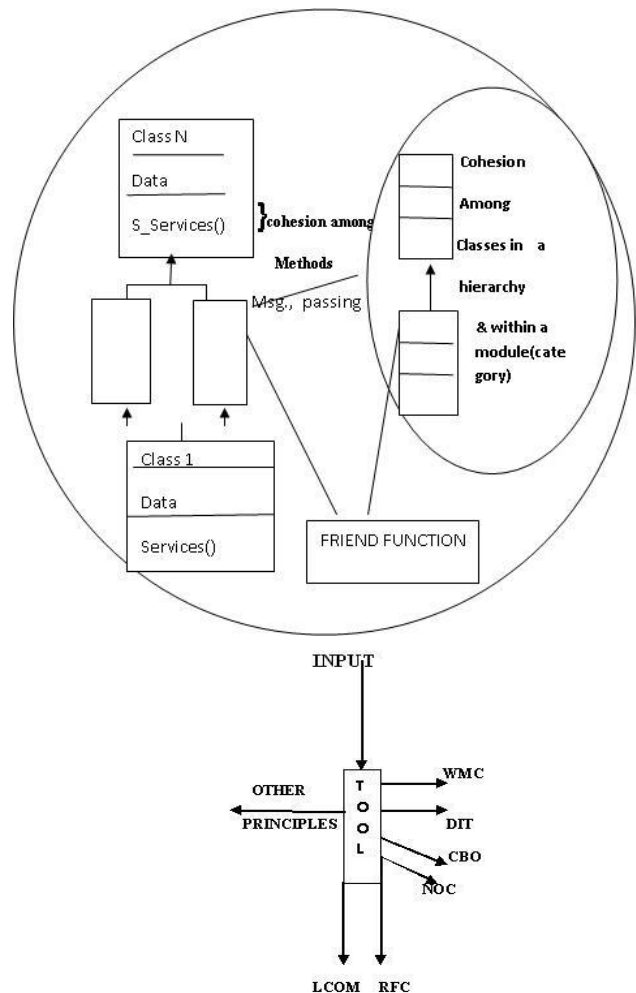 Class N
Data
S_Services()
}cohesion among
Methods
Msg., passing
Cohesion
Among
Classes in a
hierarchy
& within a
module(cate
gory)
Class 1
Data
Services()
FRIEND FUNCTION
INPUT
TOOL
OTHER
PRINCIPLES
WMC
DIT
CBO
NOC
LCOM RFC